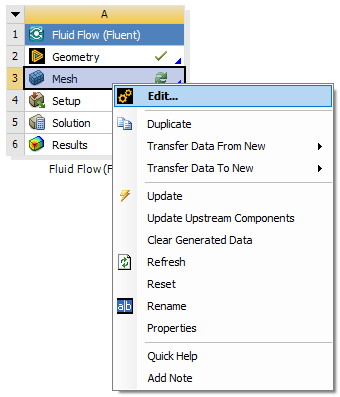 A
1 Fluid Flow (Fluent)
2 Geometry
3 Mesh
4 Setup
5 Solution
6 Results
Fluid Flow (F
Edit...
Duplicate
Transfer Data From New
Transfer Data To New
Update
Update Upstream Components
Clear Generated Data
Refresh
Reset
a|b Rename
Properties
Quick Help
Add Note